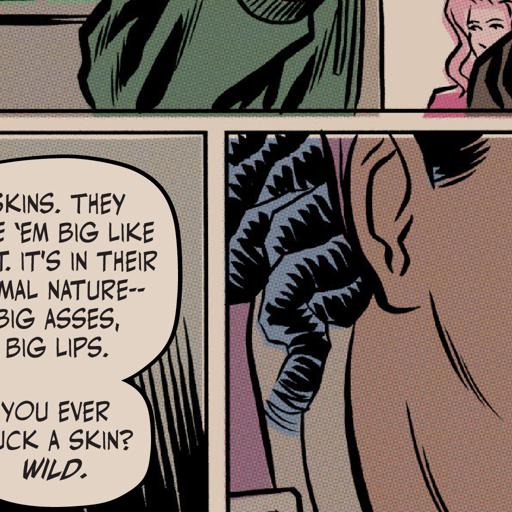 SKINS. THEY
'EM BIG LIKE
IT'S IN THEIR
NATURE--
BIG ASSES,
BIG LIPS.
YOU EVER
A SKIN?
WILD.